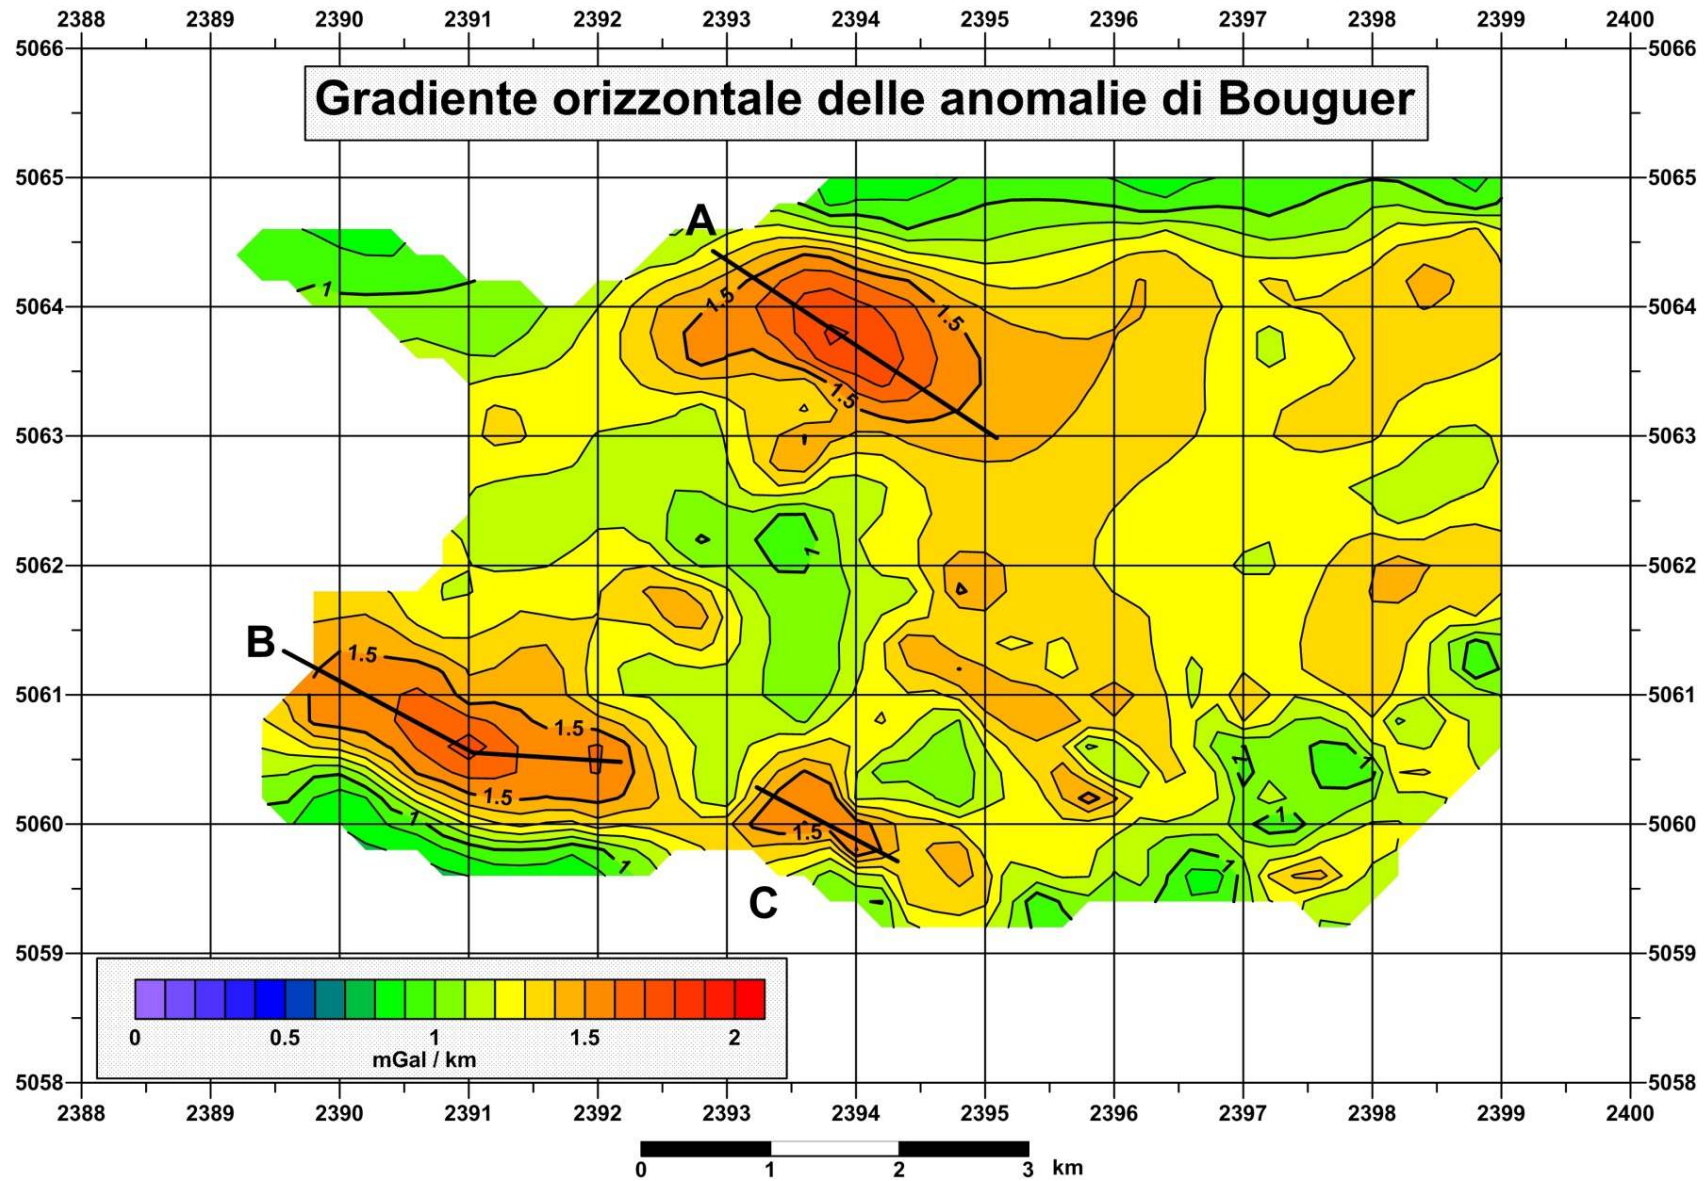 2388 2389 2390 2391 2392 2393 2394 2395 2396 2397 2398 2399 2400
5066 5066
Gradiente orizzontale delle anomalie di Bouguer
5065 5065
A
1
1.5
1.5
5064 5064
1.5
5063 5063
1
5062 5062
B
1.5
5061 5061
1.5
1
1
1.5
1
1
5060 5060
1.5
1
1
C
5059 5059
0 0.5 1 1.5 2
mGal / km
5058 5058
2388 2389 2390 2391 2392 2393 2394 2395 2396 2397 2398 2399 2400
0 1 2 3 km